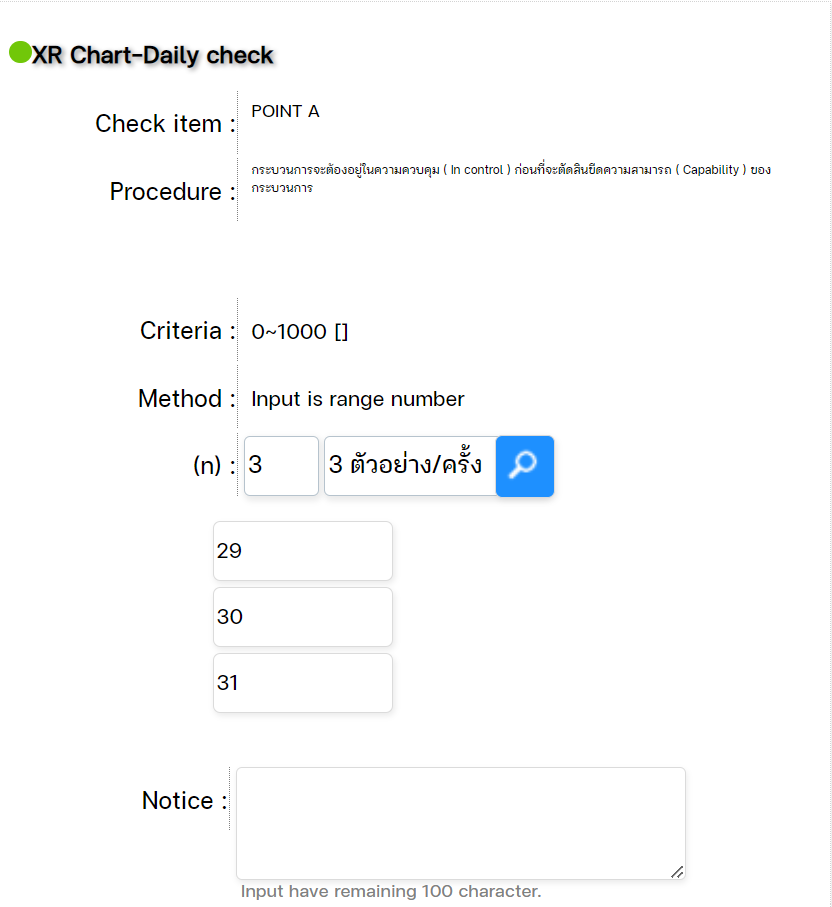 XR Chart-Daily check
Check item :
POINT A
Procedure :
กระบวนการจะต้องอยู่ในความควบคุม ( In control ) ก่อนที่จะตัดสินขีดความสามารถ ( Capability ) ของ
กระบวนการ
Criteria :
0~1000 []
Method :
Input is range number
(n) :
3
3 ตัวอย่าง/ครั้ง
29
30
31
Notice :
Input have remaining 100 character.